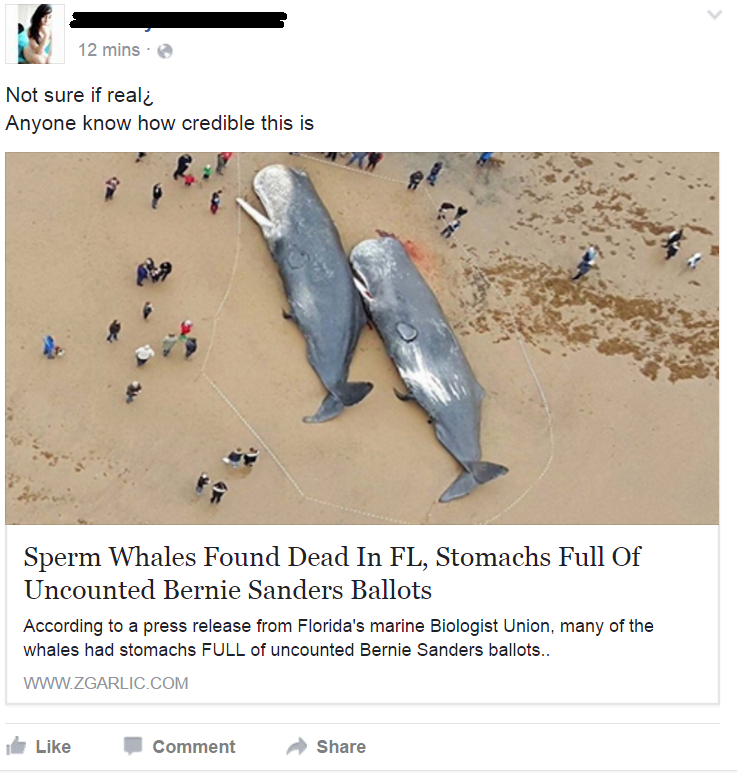 12 mins ·
Not sure if real¿
Anyone know how credible this is
Sperm Whales Found Dead In FL, Stomachs Full Of
Uncounted Bernie Sanders Ballots
According to a press release from Florida's marine Biologist Union, many of the
whales had stomachs FULL of uncounted Bernie Sanders ballots..
WWW.ZGARLIC.COM
Like Comment Share